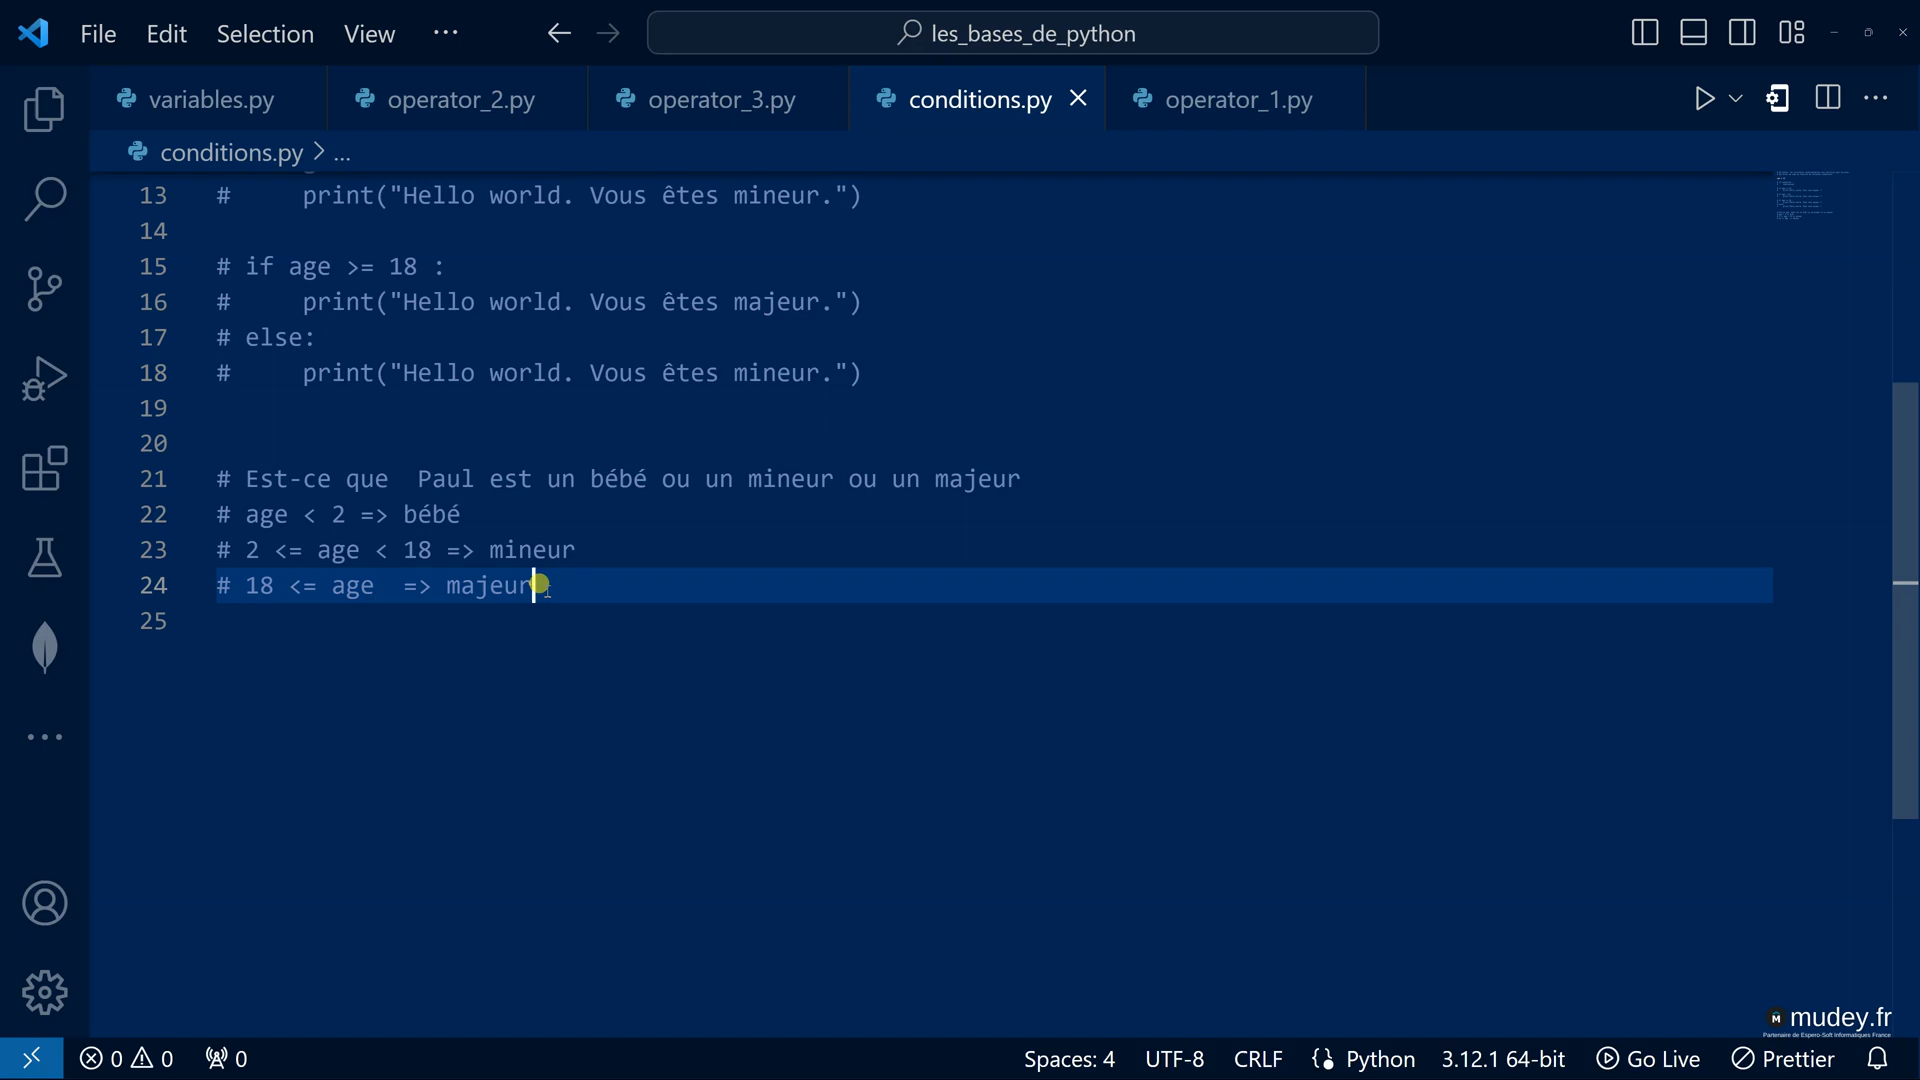 File Edit Selection View ··· les_bases_de_python
variables.py operator_2.py operator_3.py conditions.py operator_1.py
conditions.py > ...
13 #     print("Hello world. Vous êtes mineur.")
14
15 # if age >= 18 :
16 #     print("Hello world. Vous êtes majeur.")
17 # else:
18 #     print("Hello world. Vous êtes mineur.")
19
20
21 # Est-ce que  Paul est un bébé ou un mineur ou un majeur
22 # age < 2 => bébé
23 # 2 <= age < 18 => mineur
24 # 18 <= age  => majeur
25
M mudey.fr
Partenaire de Espero-Soft Informatiques France
0 0 0 Spaces: 4 UTF-8 CRLF Python 3.12.1 64-bit Go Live Prettier